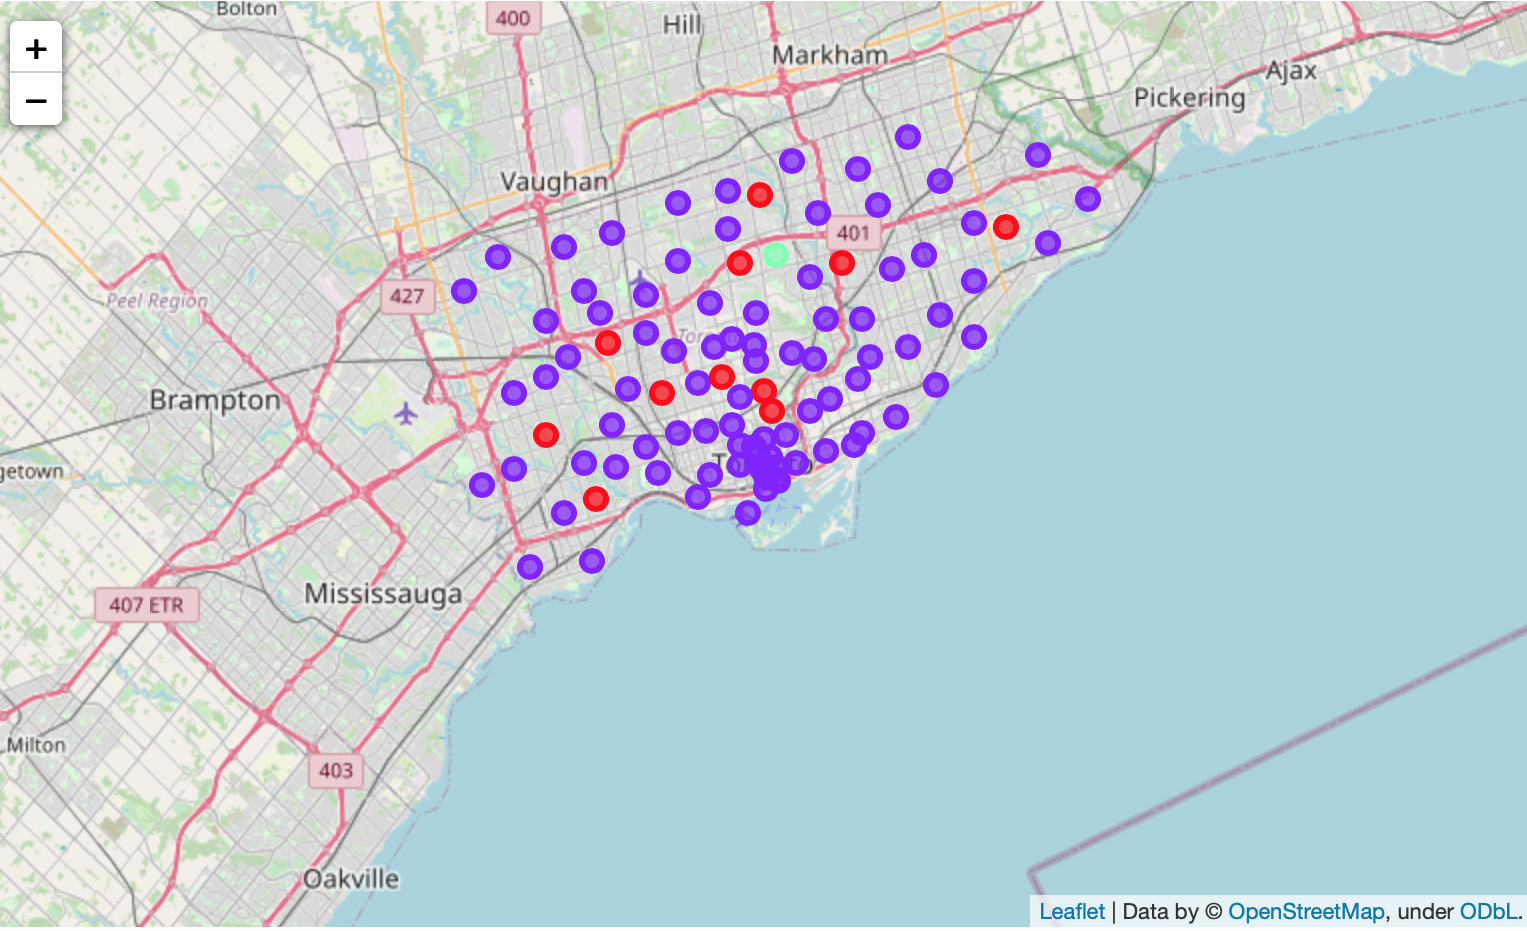 Bolton
400
Hill
Markham
Ajax
Pickering
+
−
Vaughan
401
427
Peel Region
Brampton
getown
407 ETR
Mississauga
Milton
403
Oakville
Leaflet | Data by © OpenStreetMap, under ODbL.